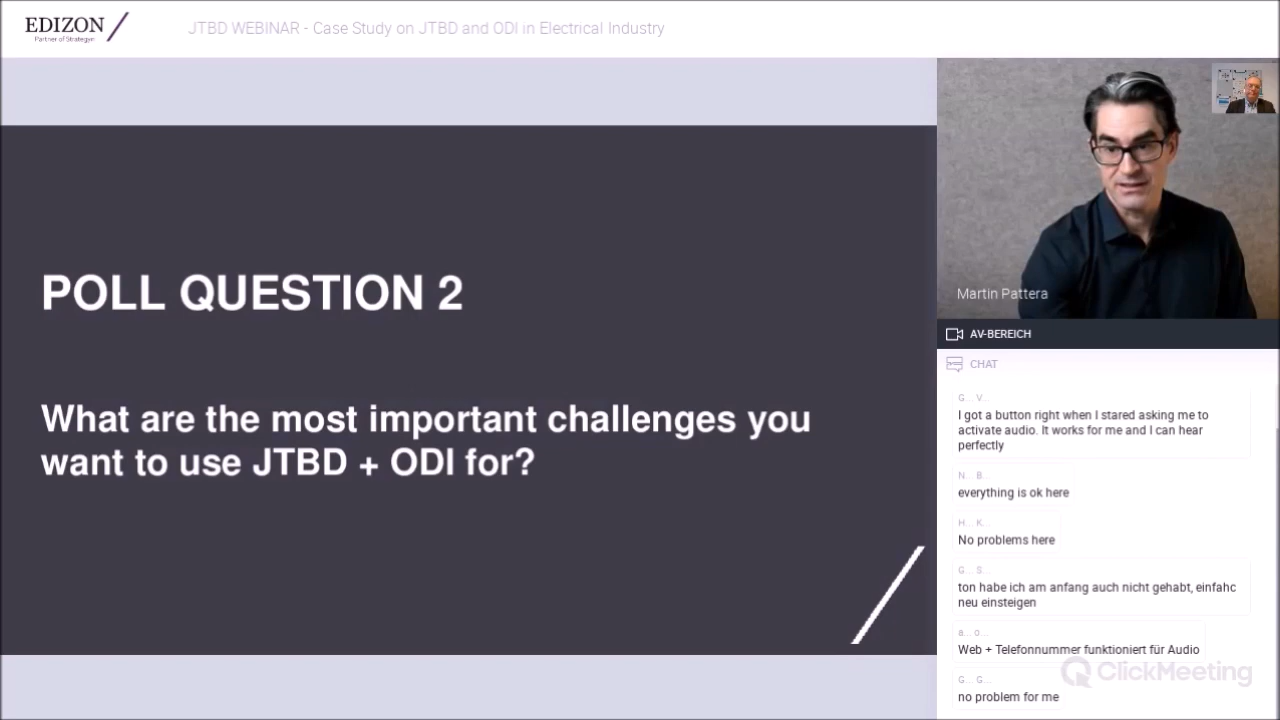 EDIZON
Partner of Strategyn
JTBD WEBINAR - Case Study on JTBD and ODI in Electrical Industry
POLL QUESTION 2
What are the most important challenges you
want to use JTBD + ODI for?
Martin Pattera
AV-BEREICH
CHAT
G... V...
I got a button right when I stared asking me to
activate audio. It works for me and I can hear
perfectly
N... B...
everything is ok here
H... K...
No problems here
G... S...
ton habe ich am anfang auch nicht gehabt, einfahc
neu einsteigen
a... o...
Web + Telefonnummer funktioniert für Audio
ClickMeeting
G... G...
no problem for me